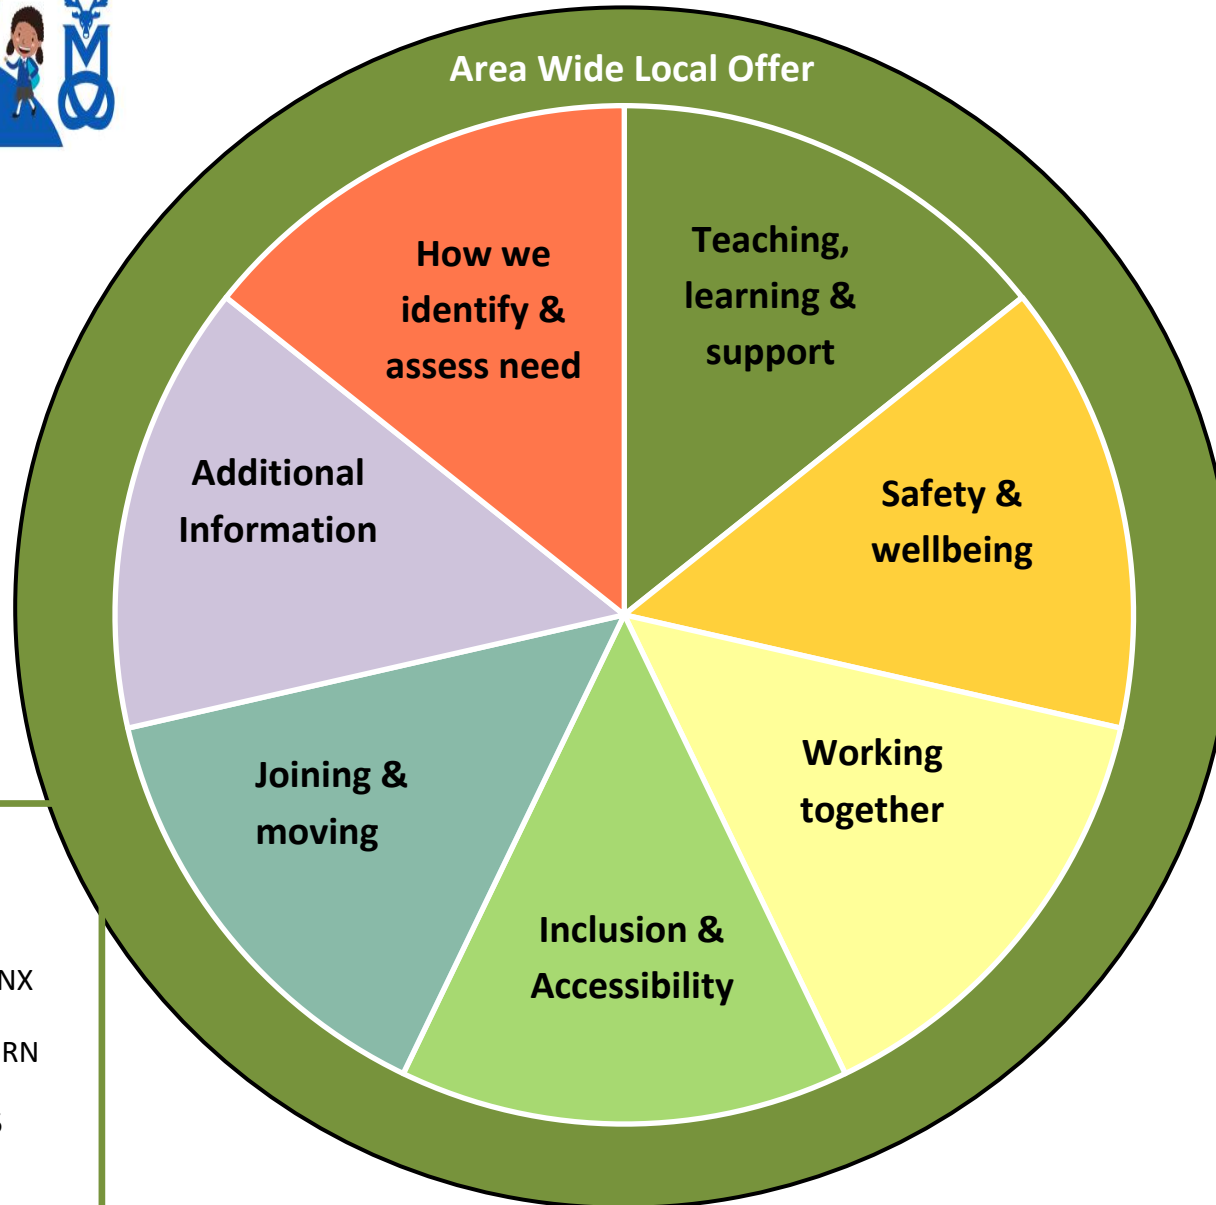 Area Wide Local Offer
How we
identify &
assess need
Teaching,
learning &
support
Safety &
wellbeing
Working
together
Inclusion &
Accessibility
Joining &
moving
Additional
Information
NX
RN